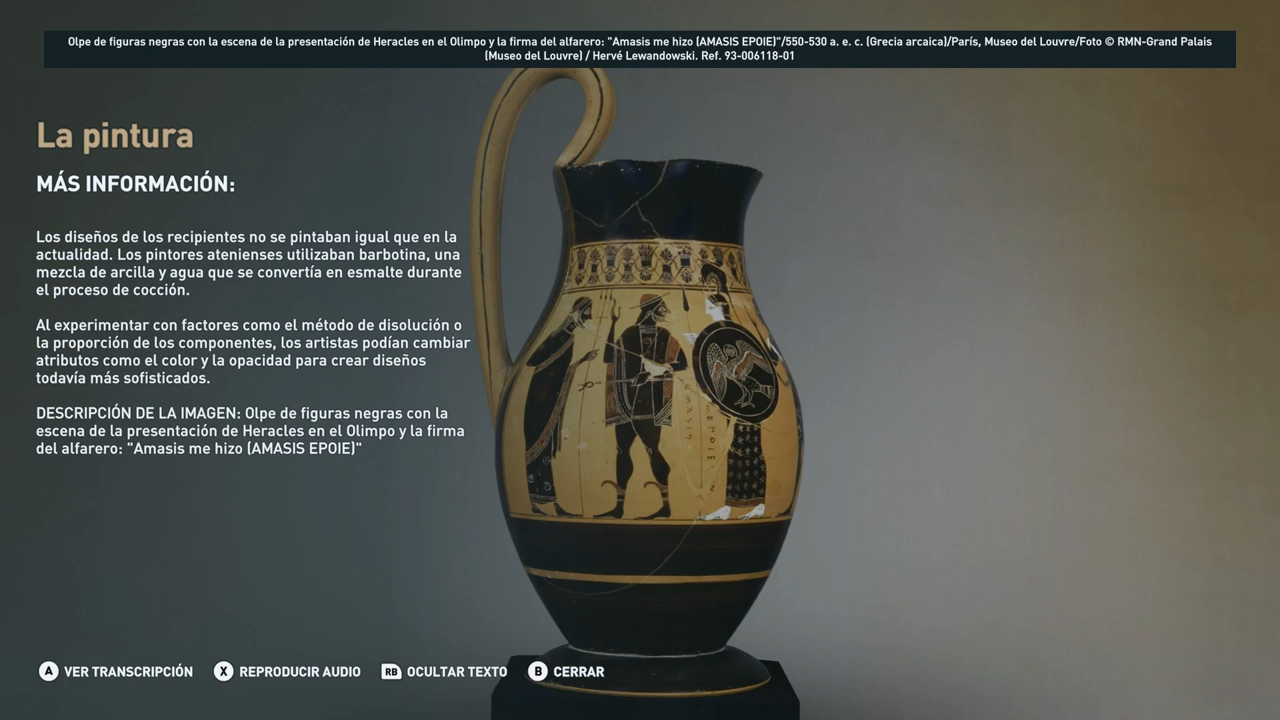 Olpe de figuras negras con la escena de la presentación de Heracles en el Olimpo y la firma del alfarero: "Amasis me hizo (AMASIS EPOIE)"/550-530 a. e. c. (Grecia arcaica)/París, Museo del Louvre/Foto © RMN-Grand Palais
(Museo del Louvre) / Hervé Lewandowski. Ref. 93-006118-01
La pintura
MÁS INFORMACIÓN:
Los diseños de los recipientes no se pintaban igual que en la
actualidad. Los pintores atenienses utilizaban barbotina, una
mezcla de arcilla y agua que se convertía en esmalte durante
el proceso de cocción.
Al experimentar con factores como el método de disolución o
la proporción de los componentes, los artistas podían cambiar
atributos como el color y la opacidad para crear diseños
todavía más sofisticados.
DESCRIPCIÓN DE LA IMAGEN: Olpe de figuras negras con la
escena de la presentación de Heracles en el Olimpo y la firma
del alfarero: "Amasis me hizo (AMASIS EPOIE)"
A VER TRANSCRIPCIÓN X REPRODUCIR AUDIO RB OCULTAR TEXTO B CERRAR